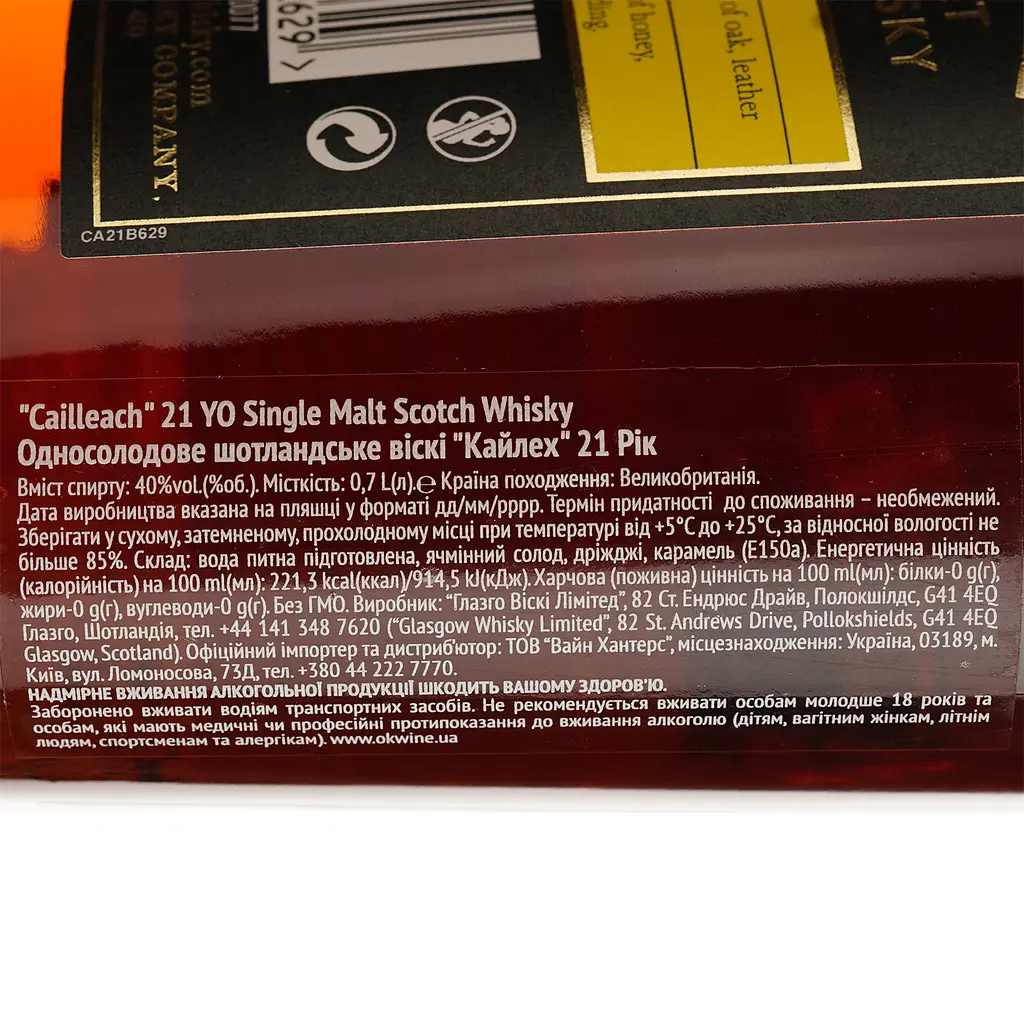 of oak, leather
of honey,
COMPANY.
CA21B629
"Cailleach" 21 YO Single Malt Scotch Whisky
Односолодове шотландське віскі "Кайлех" 21 Рік
Вміст спирту: 40%vol.(%об.). Місткість: 0,7 L(л).℮ Країна походження: Великобританія.
Дата виробництва вказана на пляшці у форматі дд/мм/рррр. Термін придатності до споживання – необмежений.
Зберігати у сухому, затемненому, прохолодному місці при температурі від +5°С до +25°С, за відносної вологості не
більше 85%. Склад: вода питна підготовлена, ячмінний солод, дріжджі, карамель (Е150а). Енергетична цінність
(калорійність) на 100 ml(мл): 221,3 kcal(ккал)/914,5 kJ(кДж). Харчова (поживна) цінність на 100 ml(мл): білки-0 g(г),
жири-0 g(г), вуглеводи-0 g(г). Без ГМО. Виробник: “Глазго Віскі Лімітед”, 82 Ст. Ендрюс Драйв, Полокшілдс, G41 4EQ
Глазго, Шотландія, тел. +44 141 348 7620 (“Glasgow Whisky Limited”, 82 St. Andrews Drive, Pollokshields, G41 4EQ
Glasgow, Scotland). Офіційний імпортер та дистриб'ютор: ТОВ “Вайн Хантерс”, місцезнаходження: Україна, 03189, м.
Київ, вул. Ломоносова, 73Д, тел. +380 44 222 7770.
НАДМІРНЕ ВЖИВАННЯ АЛКОГОЛЬНОЇ ПРОДУКЦІЇ ШКОДИТЬ ВАШОМУ ЗДОРОВ'Ю.
Заборонено вживати водіям транспортних засобів. Не рекомендується вживати особам молодше 18 років та
особам, які мають медичні чи професійні протипоказання до вживання алкоголю (дітям, вагітним жінкам, літнім
людям, спортсменам та алергікам). www.okwine.ua